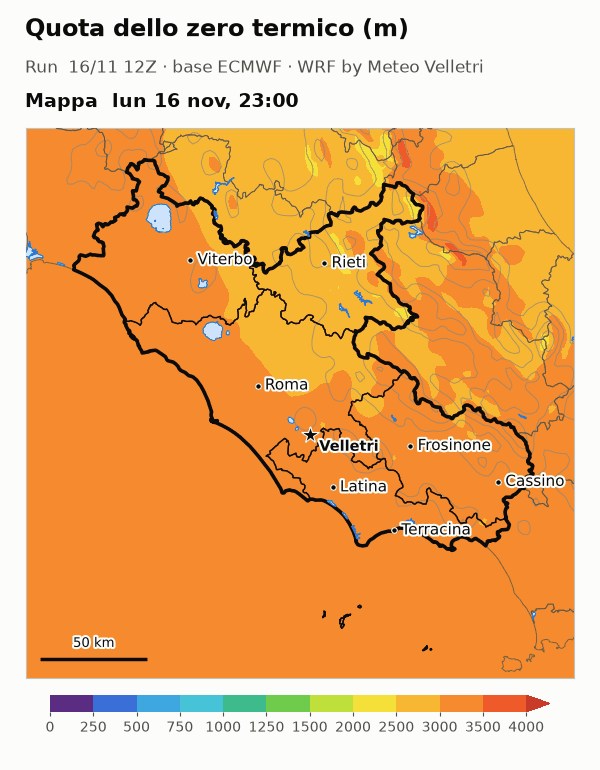 Quota dello zero termico (m)
Run  16/11 12Z · base ECMWF · WRF by Meteo Velletri
Mappa  lun 16 nov, 23:00
Viterbo
Rieti
Roma
Velletri
Frosinone
Cassino
Latina
Terracina
50 km
0 250 500 750 1000 1250 1500 2000 2500 3000 3500 4000